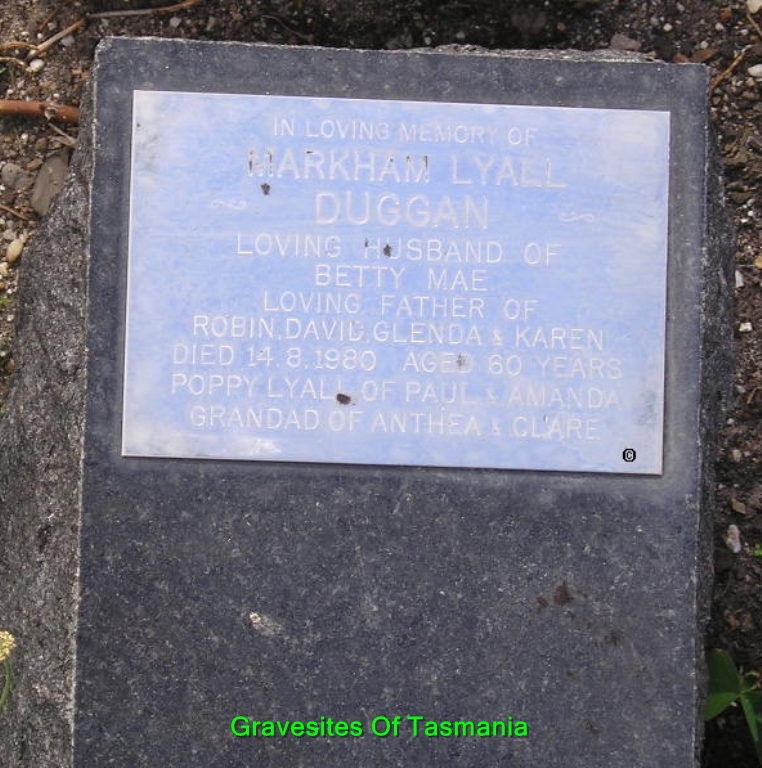 IN LOVING MEMORY OF
MARKHAM LYALL
DUGGAN
LOVING HUSBAND OF
BETTY MAE
LOVING FATHER OF
ROBIN, DAVID, GLENDA & KAREN
DIED 14.8.1980 AGED 60 YEARS
POPPY LYALL OF PAUL & AMANDA
GRANDAD OF ANTHEA & CLARE
©
Gravesites Of Tasmania